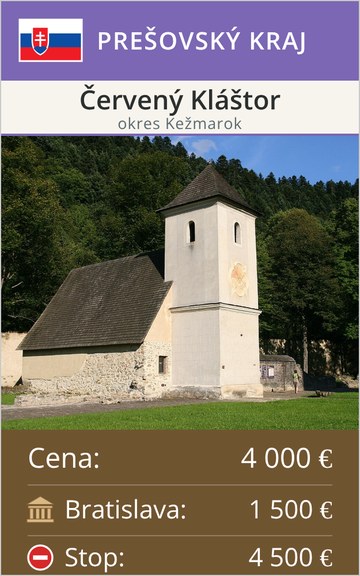 PREŠOVSKÝ KRAJ
Červený Kláštor
okres Kežmarok
Cena: 4 000 €
Bratislava: 1 500 €
Stop: 4 500 €